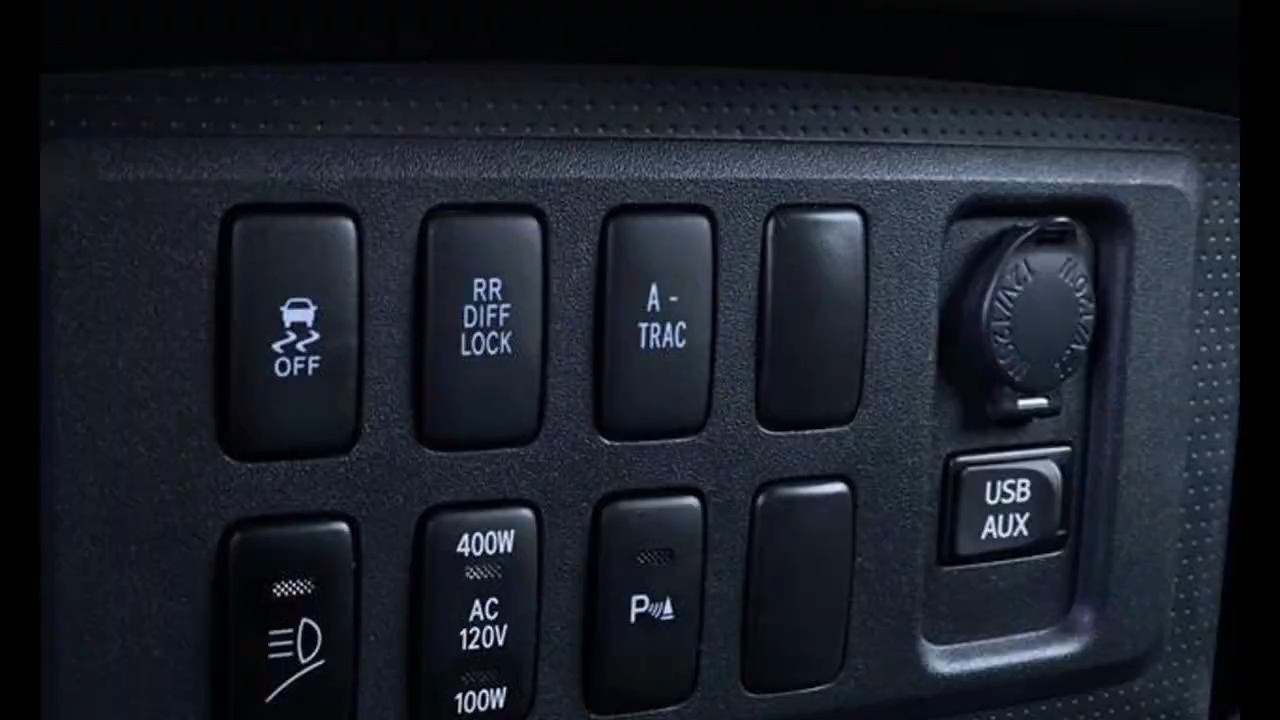 OFF
RR
DIFF
LOCK
A -
TRAC
USB
AUX
400W
AC
120V
100W
P